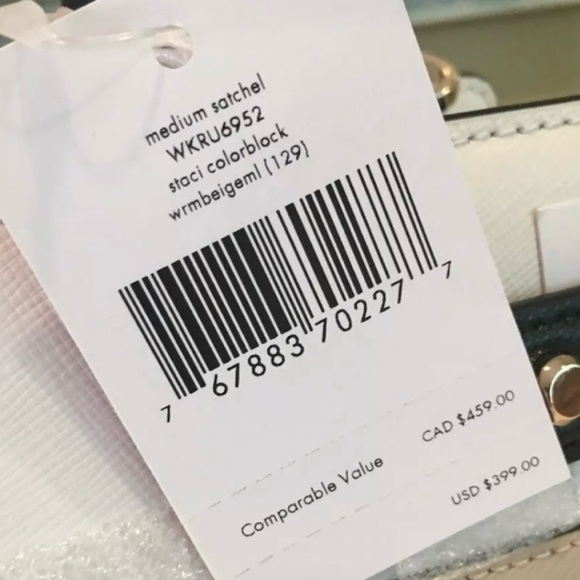 medium satchel
WKRU6952
staci colorblock
wrmbeigeml (129)
7 67883 70227 7
CAD $459.00
Comparable Value
USD $399.00